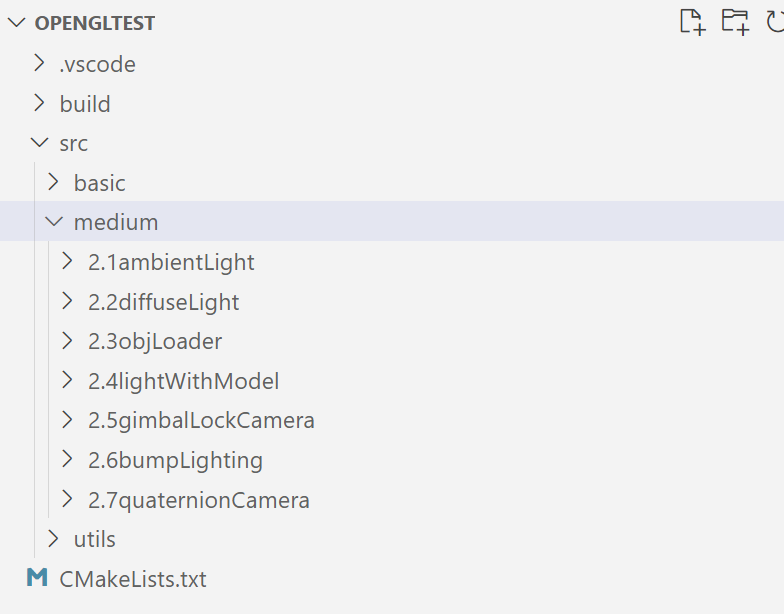 OPENGLTEST
.vscode
build
src
basic
medium
2.1ambientLight
2.2diffuseLight
2.3objLoader
2.4lightWithModel
2.5gimbalLockCamera
2.6bumpLighting
2.7quaternionCamera
utils
CMakeLists.txt